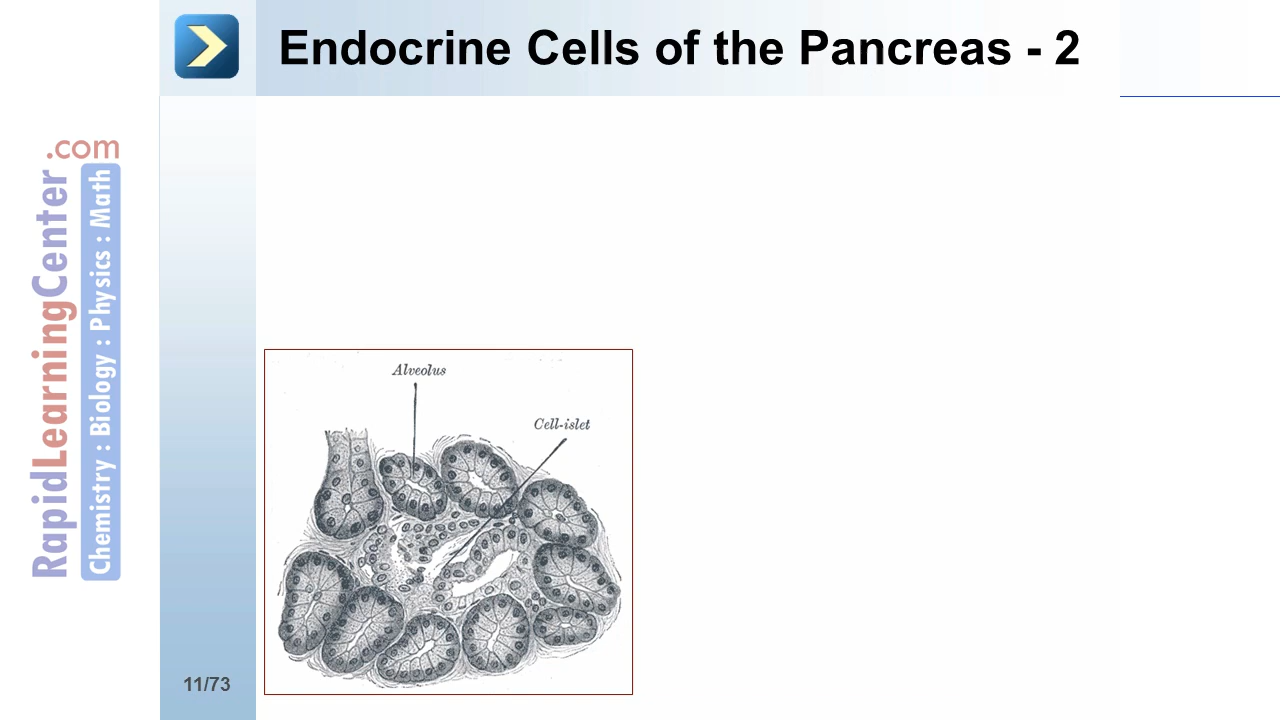 Endocrine Cells of the Pancreas - 2
RapidLearningCenter.com
Chemistry : Biology : Physics : Math
Alveolus
Cell-islet
11/73